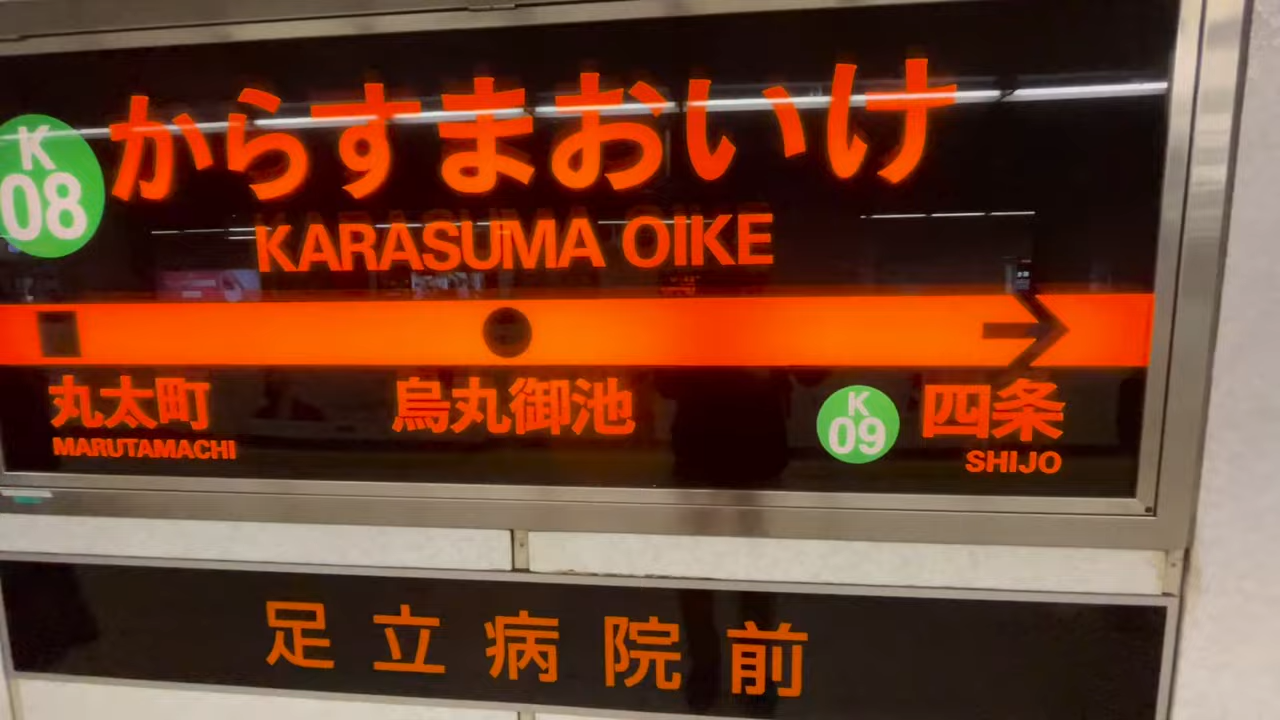 K
08
からすまおいけ
KARASUMA OIKE
丸太町
MARUTAMACHI
烏丸御池
K
09
四条
SHIJO
足立病院前